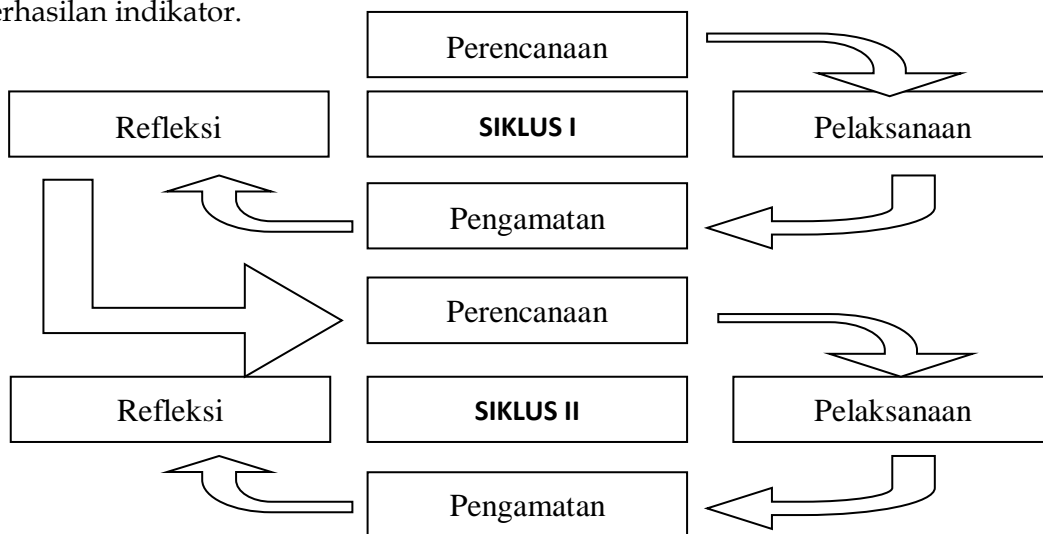 erhasilan indikator.
Perencanaan
Refleksi
SIKLUS I
Pelaksanaan
Pengamatan
Perencanaan
Refleksi
SIKLUS II
Pelaksanaan
Pengamatan